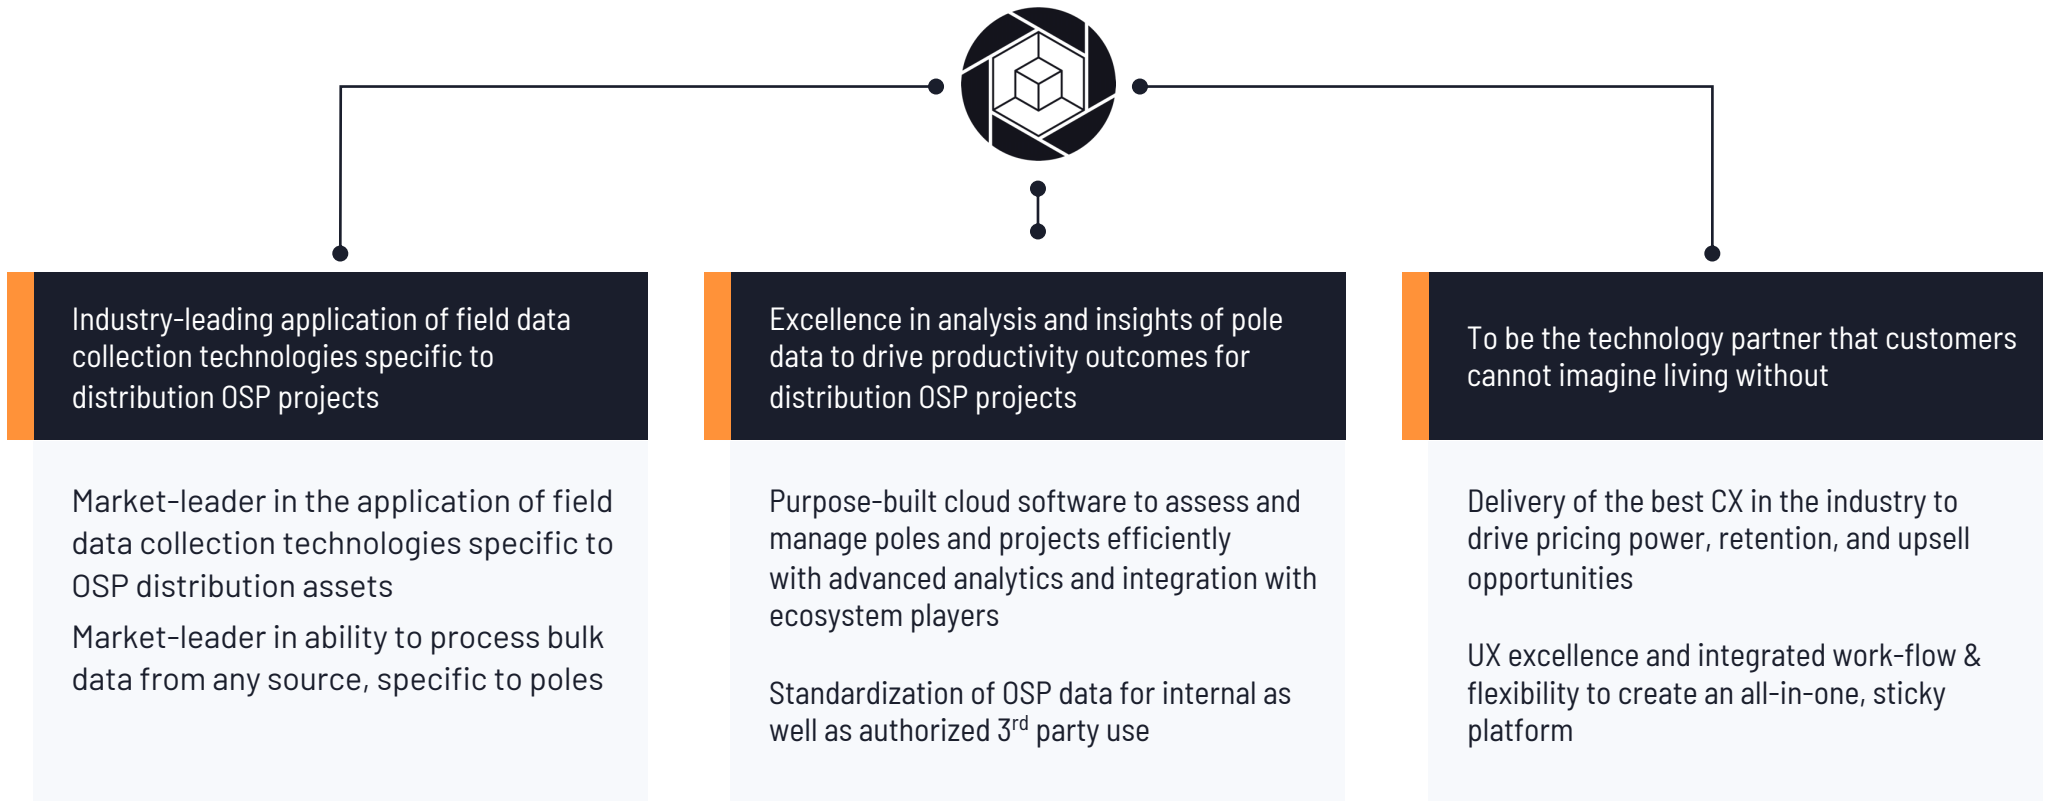 Industry-leading application of field data
collection technologies specific to
distribution OSP projects
Market-leader in the application of field
data collection technologies specific to
OSP distribution assets
Market-leader in ability to process bulk
data from any source, specific to poles
Excellence in analysis and insights of pole
data to drive productivity outcomes for
distribution OSP projects
Purpose-built cloud software to assess and
manage poles and projects efficiently
with advanced analytics and integration with
ecosystem players
Standardization of OSP data for internal as
well as authorized 3rd party use
To be the technology partner that customers
cannot imagine living without
Delivery of the best CX in the industry to
drive pricing power, retention, and upsell
opportunities
UX excellence and integrated work-flow &
flexibility to create an all-in-one, sticky
platform